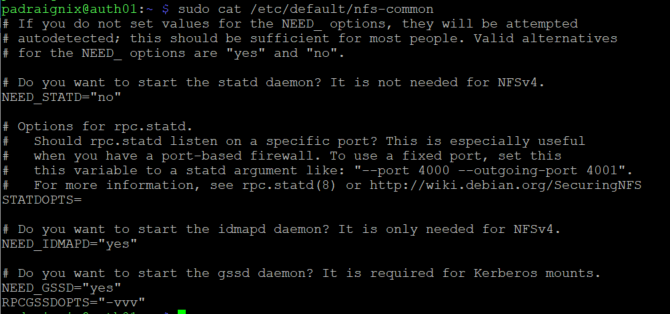 padraignix@auth01:~ $ sudo cat /etc/default/nfs-common
# If you do not set values for the NEED_ options, they will be attempted
# autodetected; this should be sufficient for most people. Valid alternatives
# for the NEED_ options are "yes" and "no".
# Do you want to start the statd daemon? It is not needed for NFSv4.
NEED_STATD="no"
# Options for rpc.statd.
#   Should rpc.statd listen on a specific port? This is especially useful
#   when you have a port-based firewall. To use a fixed port, set this
#   this variable to a statd argument like: "--port 4000 --outgoing-port 4001".
#   For more information, see rpc.statd(8) or http://wiki.debian.org/SecuringNFS
STATDOPTS=
# Do you want to start the idmapd daemon? It is only needed for NFSv4.
NEED_IDMAPD="yes"
# Do you want to start the gssd daemon? It is required for Kerberos mounts.
NEED_GSSD="yes"
RPCGSSDOPTS="-vvv"